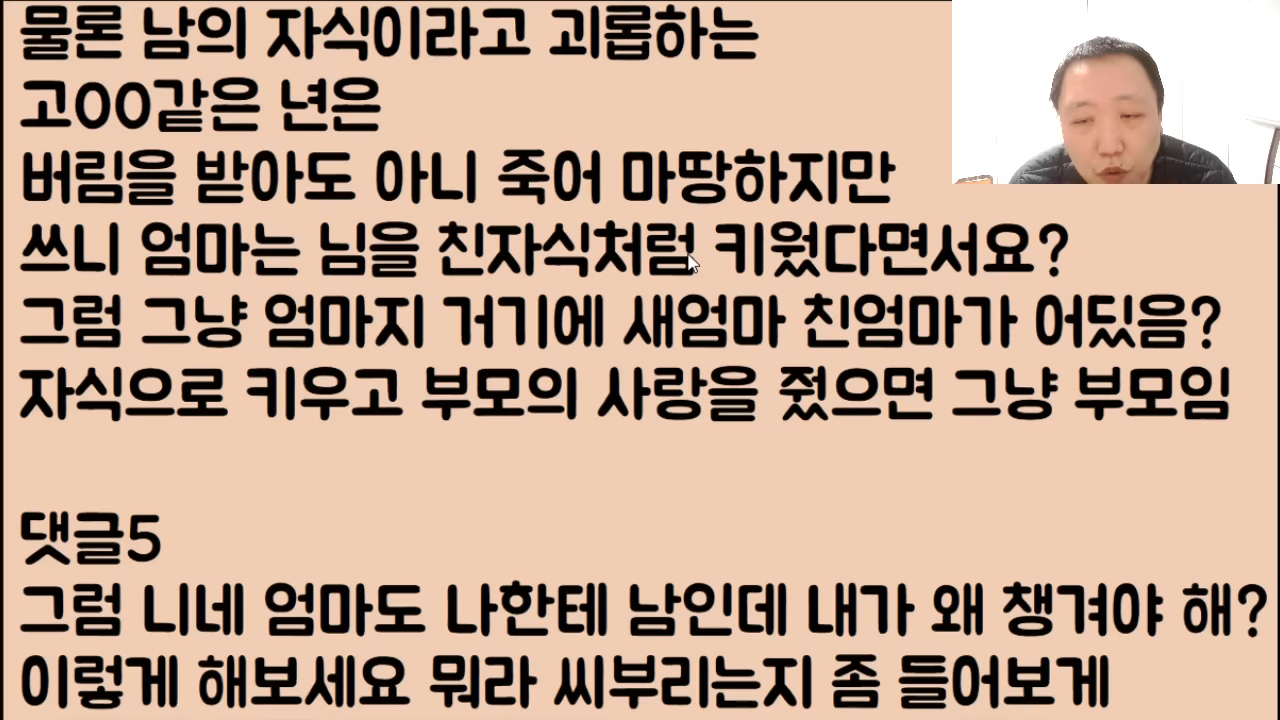 물론 남의 자식이라고 괴롭하는
고OO같은 년은
버림을 받아도 아니 죽어 마땅하지만
쓰니 엄마는 님을 친자식처럼 키웠다면서요?
그럼 그냥 엄마지 거기에 새엄마 친엄마가 어딨음?
자식으로 키우고 부모의 사랑을 줬으면 그냥 부모임
댓글5
그럼 니네 엄마도 나한테 남인데 내가 왜 챙겨야 해?
이렇게 해보세요 뭐라 씨부리는지 좀 들어보게